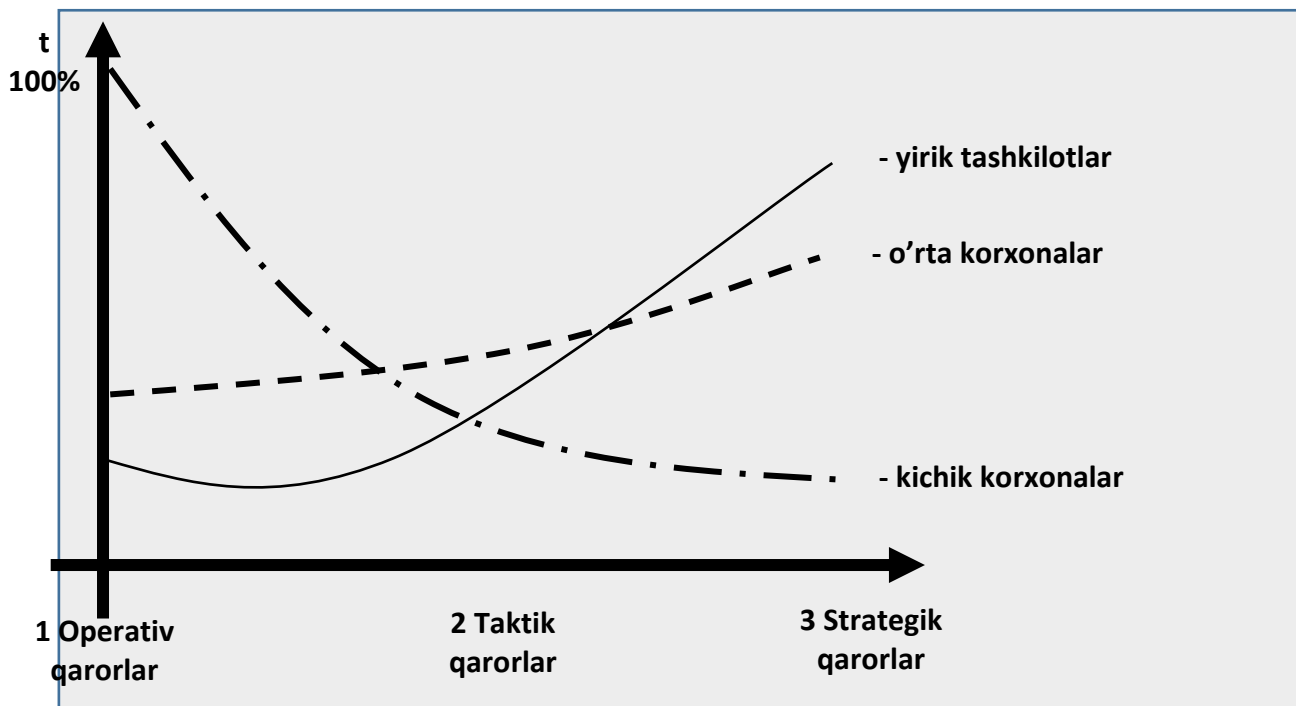 t
100%
- yirik tashkilotlar
- o’rta korxonalar
- kichik korxonalar
1 Operativ
qarorlar
2 Taktik
qarorlar
3 Strategik
qarorlar